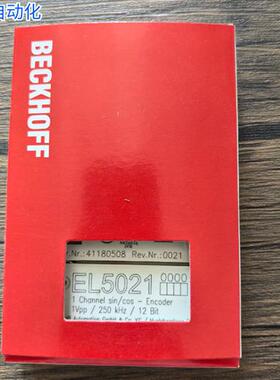 自动化
BECKHOFF
r.Nr.:41180508 Rev.Nr.:0021
EL5021 0000
1 Channel sin/cos - Encoder
1Vpp / 250 kHz / 12 Bit